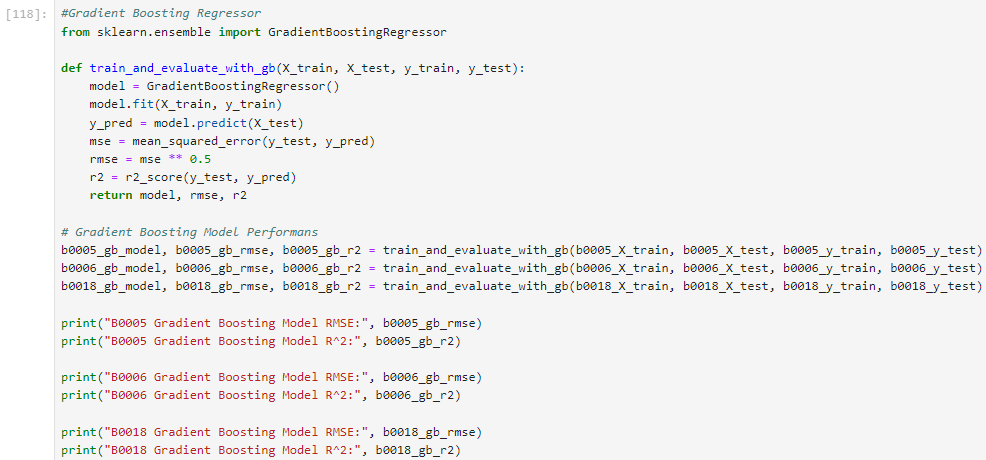 [118]:
#Gradient Boosting Regressor
from sklearn.ensemble import GradientBoostingRegressor
def train_and_evaluate_with_gb(X_train, X_test, y_train, y_test):
    model = GradientBoostingRegressor()
    model.fit(X_train, y_train)
    y_pred = model.predict(X_test)
    mse = mean_squared_error(y_test, y_pred)
    rmse = mse ** 0.5
    r2 = r2_score(y_test, y_pred)
    return model, rmse, r2
# Gradient Boosting Model Performans
b0005_gb_model, b0005_gb_rmse, b0005_gb_r2 = train_and_evaluate_with_gb(b0005_X_train, b0005_X_test, b0005_y_train, b0005_y_test)
b0006_gb_model, b0006_gb_rmse, b0006_gb_r2 = train_and_evaluate_with_gb(b0006_X_train, b0006_X_test, b0006_y_train, b0006_y_test)
b0018_gb_model, b0018_gb_rmse, b0018_gb_r2 = train_and_evaluate_with_gb(b0018_X_train, b0018_X_test, b0018_y_train, b0018_y_test)
print("B0005 Gradient Boosting Model RMSE:", b0005_gb_rmse)
print("B0005 Gradient Boosting Model R^2:", b0005_gb_r2)
print("B0006 Gradient Boosting Model RMSE:", b0006_gb_rmse)
print("B0006 Gradient Boosting Model R^2:", b0006_gb_r2)
print("B0018 Gradient Boosting Model RMSE:", b0018_gb_rmse)
print("B0018 Gradient Boosting Model R^2:", b0018_gb_r2)